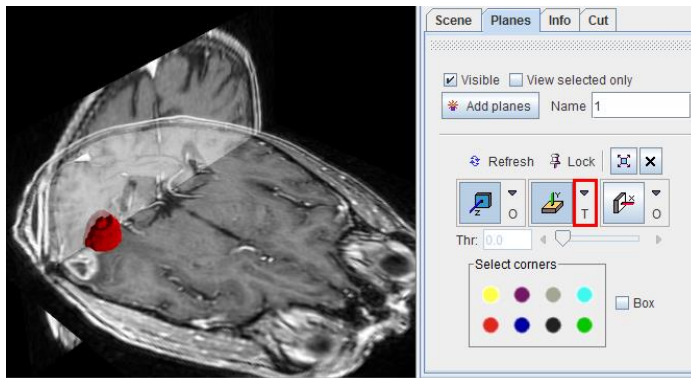 Scene Planes Info Cut
Visible View selected only
Add planes Name 1
Refresh Lock
Z O Y T X O
Thr: 0.0
Select corners
Box